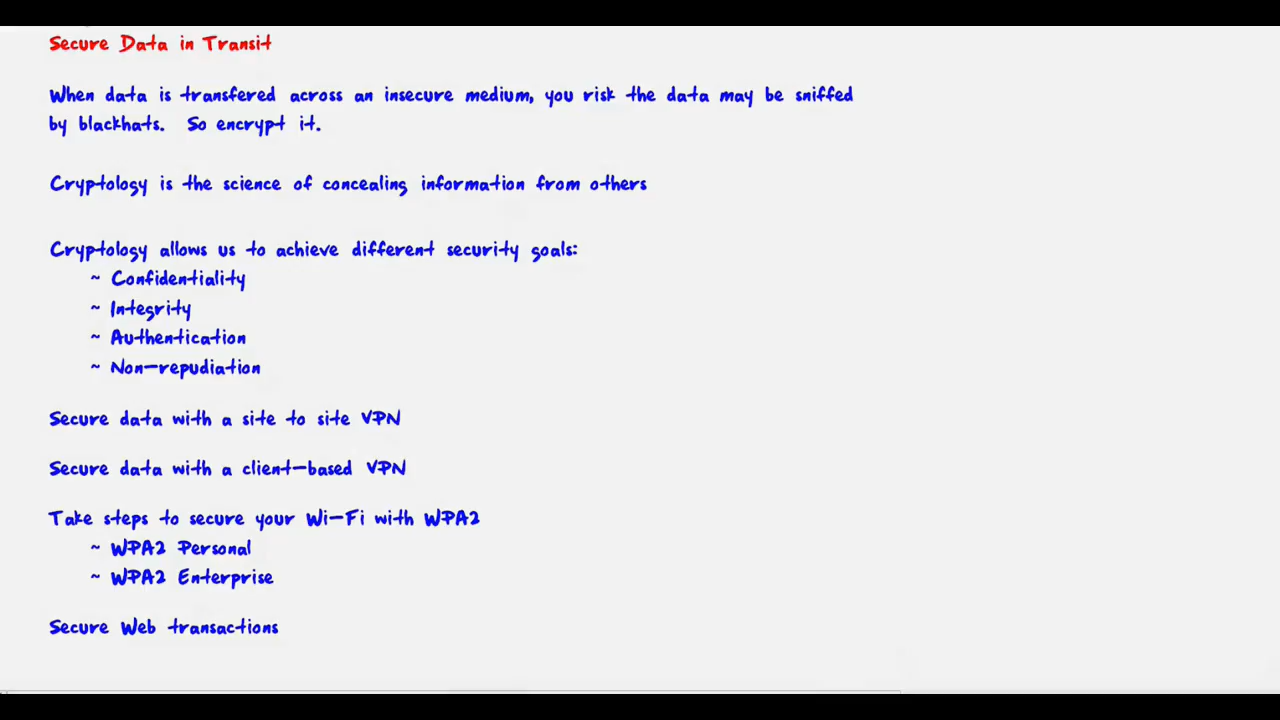 Secure Data in Transit
When data is transfered across an insecure medium, you risk the data may be sniffed
by blackhats. So encrypt it.
Cryptology is the science of concealing information from others
Cryptology allows us to achieve different security goals:
~ Confidentiality
~ Integrity
~ Authentication
~ Non-repudiation
Secure data with a site to site VPN
Secure data with a client-based VPN
Take steps to secure your Wi-Fi with WPA2
~ WPA2 Personal
~ WPA2 Enterprise
Secure Web transactions